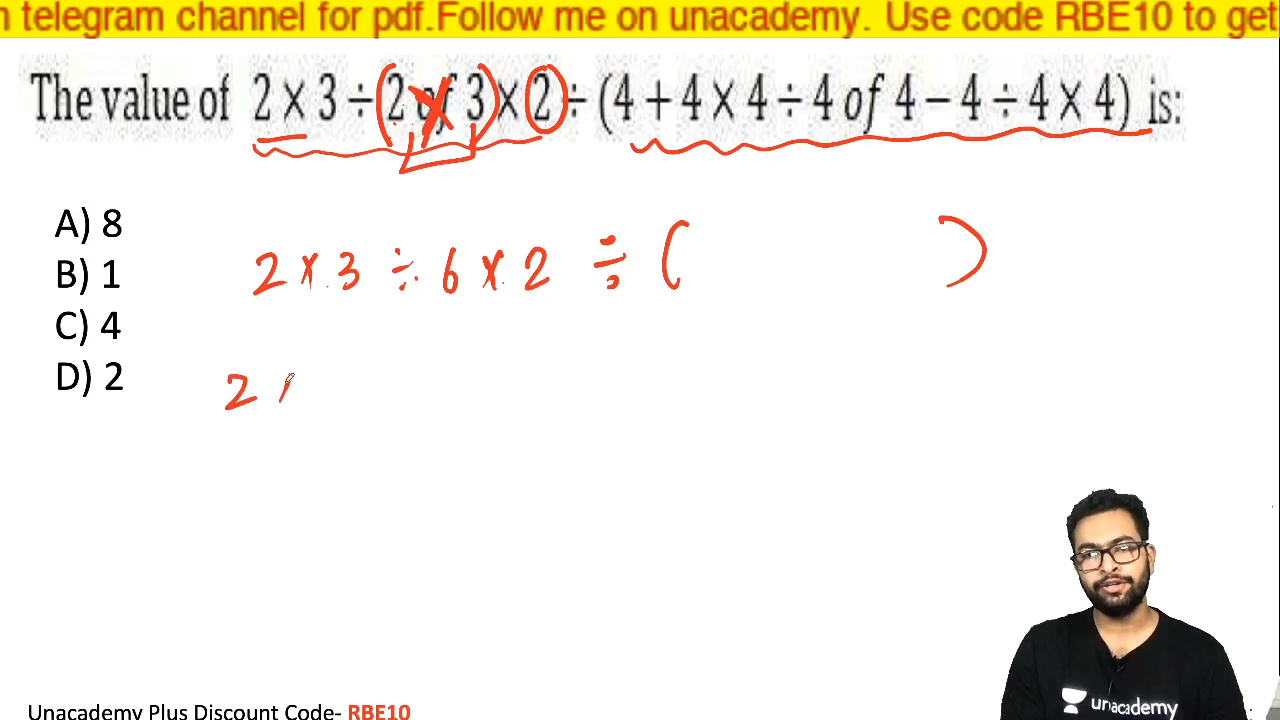 n telegram channel for pdf.Follow me on unacademy. Use code RBE10 to get
The value of 2 × 3 ÷ (2 of 3) × 2 ÷ (4 + 4 × 4 ÷ 4 of 4 − 4 ÷ 4 × 4) is:
A) 8
2 × 3 ÷ 6 × 2 ÷ ( )
B) 1
C) 4
D) 2
2
unacademy
Unacademy Plus Discount Code- RBE10